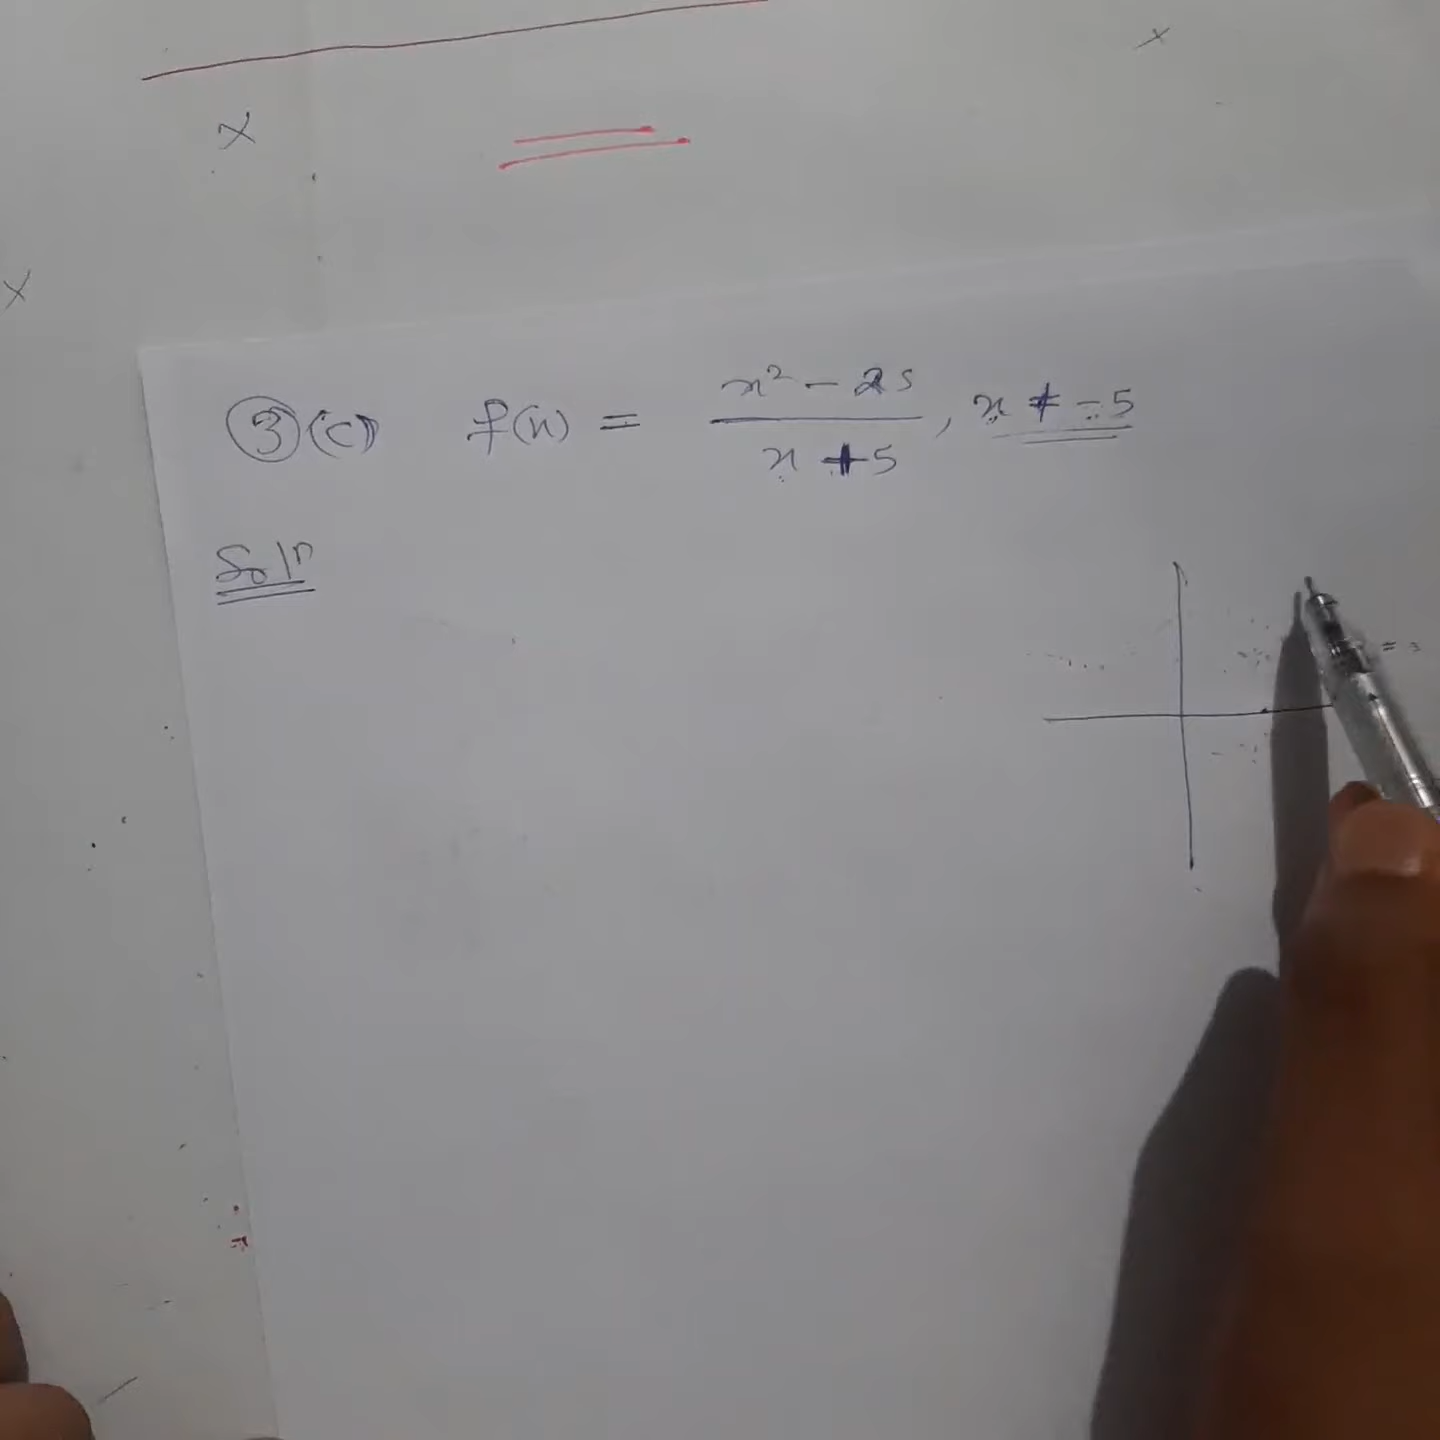 ③(c) f(x) = x² - 25 / x + 5, x ≠ -5
Solⁿ